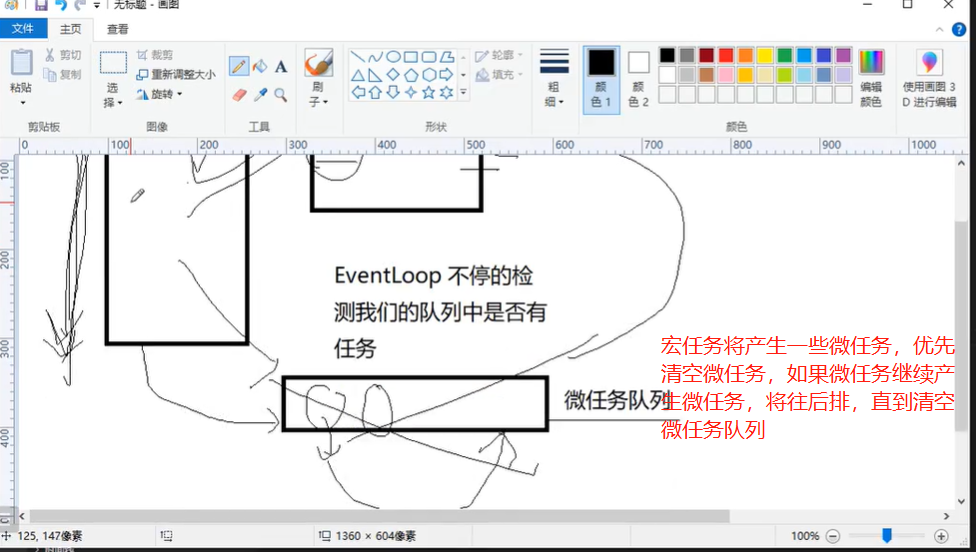 无标题 - 画图
文件 主页 查看
剪切
复制
粘贴
剪贴板
选
择
裁剪
重新调整大小
旋转
图像
A
工具
刷
子
形状
轮廓
填充
粗
细
颜
色 1
颜
色 2
颜色
编辑
颜色
使用画图 3
D 进行编辑
0 100 200 300 400 500 600 700 800 900 1000
100
200
300
400
EventLoop 不停的检
测我们的队列中是否有
任务
微任务队列
宏任务将产生一些微任务，优先
清空微任务，如果微任务继续产
生微任务，将往后排，直到清空
微任务队列
125, 147像素
1360 × 604像素
100%